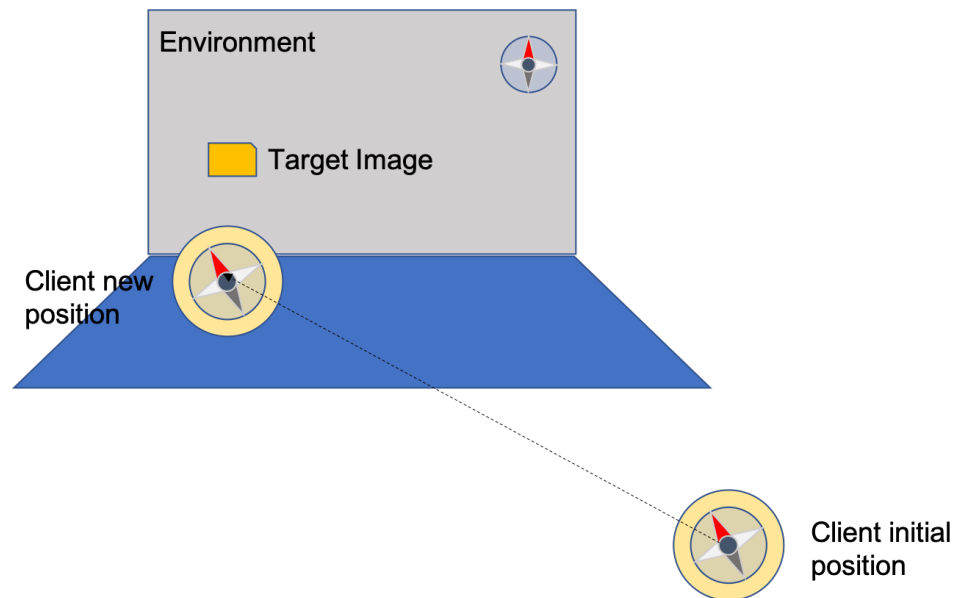 Environment
Target Image
Client new
position
Client initial
position